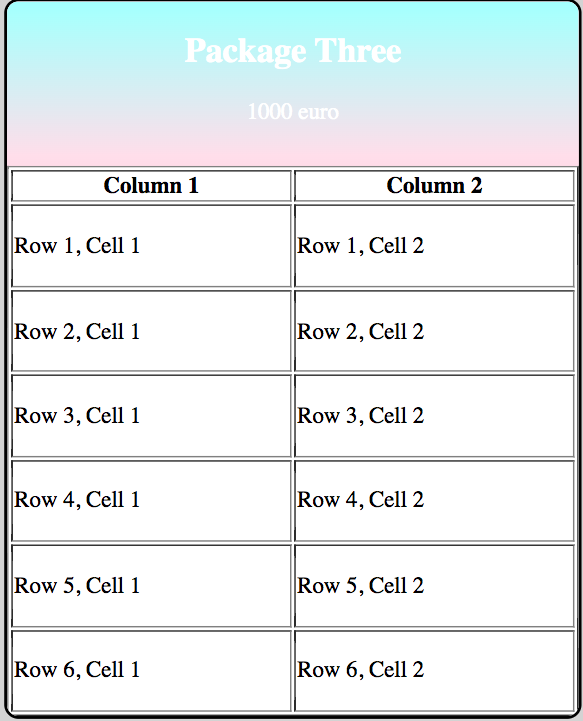 Package Three
1000 euro
Column 1 Column 2
Row 1, Cell 1 Row 1, Cell 2
Row 2, Cell 1 Row 2, Cell 2
Row 3, Cell 1 Row 3, Cell 2
Row 4, Cell 1 Row 4, Cell 2
Row 5, Cell 1 Row 5, Cell 2
Row 6, Cell 1 Row 6, Cell 2